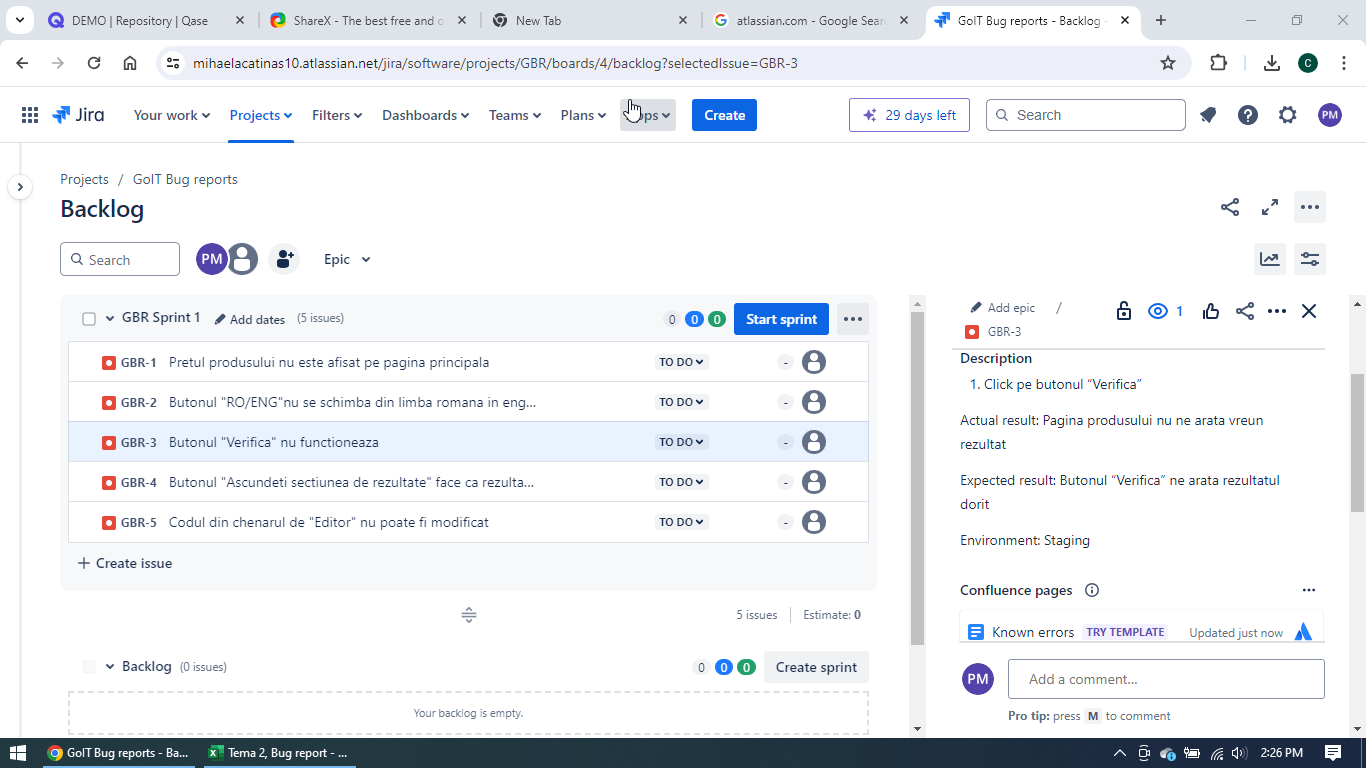 DEMO | Repository | Qase
ShareX - The best free and o
New Tab
atlassian.com - Google Sear
GoIT Bug reports - Backlog -
mihaelacatinas10.atlassian.net/jira/software/projects/GBR/boards/4/backlog?selectedIssue=GBR-3
C
Jira
Your work
Projects
Filters
Dashboards
Teams
Plans
Create
29 days left
Search
PM
Projects / GoIT Bug reports
Backlog
Search
PM
Epic
GBR Sprint 1
Add dates
(5 issues)
0 0 0
Start sprint
GBR-1 Pretul produsului nu este afisat pe pagina principala TO DO -
GBR-2 Butonul "RO/ENG"nu se schimba din limba romana in eng... TO DO -
GBR-3 Butonul "Verifica" nu functioneaza TO DO -
GBR-4 Butonul "Ascundeti sectiunea de rezultate" face ca rezulta... TO DO -
GBR-5 Codul din chenarul de "Editor" nu poate fi modificat TO DO -
+ Create issue
5 issues
Estimate: 0
Backlog (0 issues)
0 0 0
Create sprint
Your backlog is empty.
Add epic /
1
GBR-3
Description
1. Click pe butonul “Verifica”
Actual result: Pagina produsului nu ne arata vreun
rezultat
Expected result: Butonul “Verifica” ne arata rezultatul
dorit
Environment: Staging
Confluence pages
Known errors TRY TEMPLATE Updated just now
PM
Add a comment...
Pro tip: press M to comment
GoIT Bug reports - Ba...
Tema 2, Bug report - ...
2:26 PM